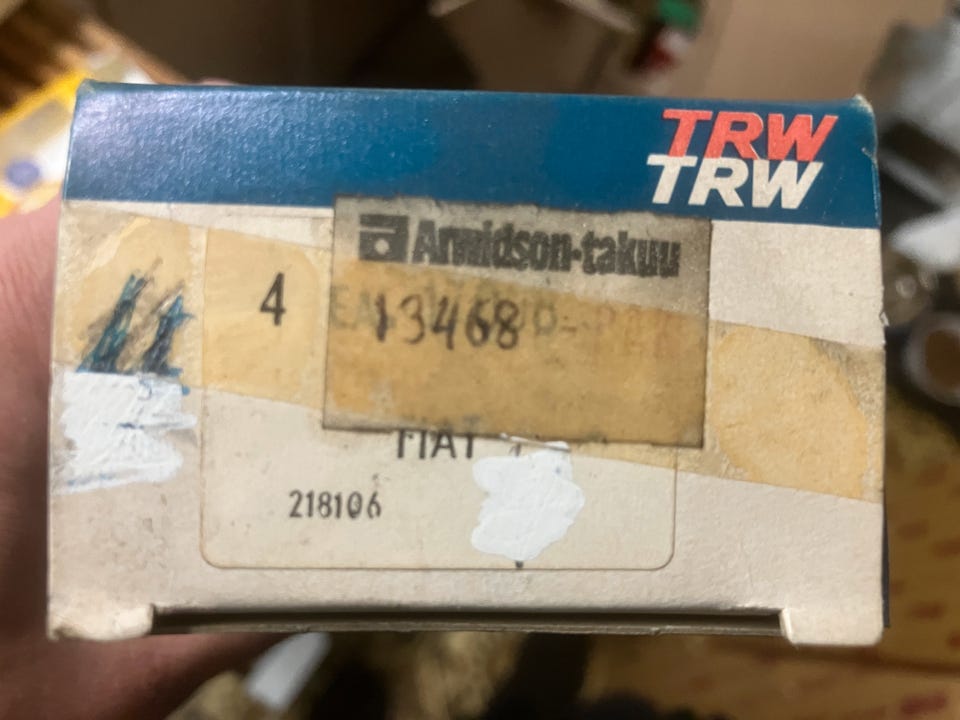 TRW
TRW
Arwidson-takuu
4
13468
FIAT
218106